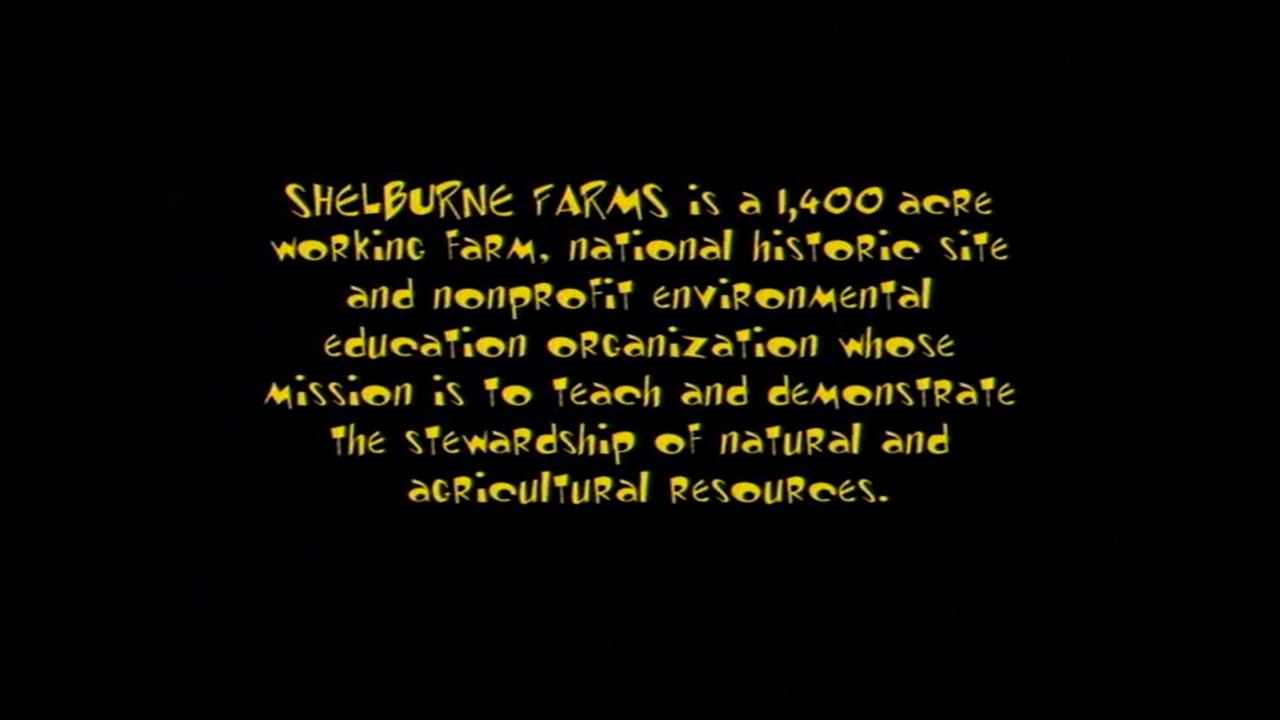 SHELBURNE FARMS is a 1,400 acre
working farm, national historic site
and nonprofit environmental
education organization whose
mission is to teach and demonstrate
the stewardship of natural and
agricultural resources.